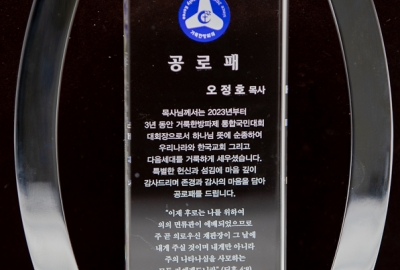 거룩한방파제
공로패
오정호 목사
목사님께서는 2023년부터
3년 동안 거룩한방파제 통합국민대회
대회장으로서 하나님 뜻에 순종하여
우리나라와 한국교회 그리고
다음세대를 거룩하게 세우셨습니다.
특별한 헌신과 섬김에 마음 깊이
감사드리며 존경과 감사의 마음을 담아
공로패를 드립니다.
"이제 후로는 나를 위하여
의의 면류관이 예비되었으므로
주 곧 의로우신 재판장이 그 날에
내게 주실 것이며 내게만 아니라
주의 나타나심을 사모하는